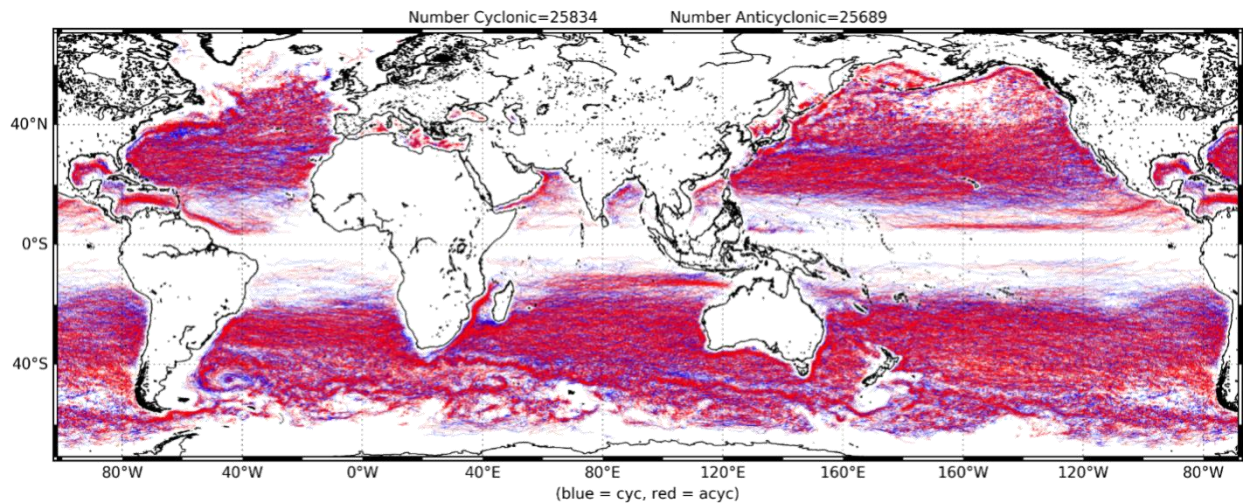 Number Cyclonic=25834 Number Anticyclonic=25689
40°N
0°S
40°S
80°W 40°W 0°W 40°E 80°E 120°E 160°E 160°W 120°W 80°W
(blue = cyc, red = acyc)